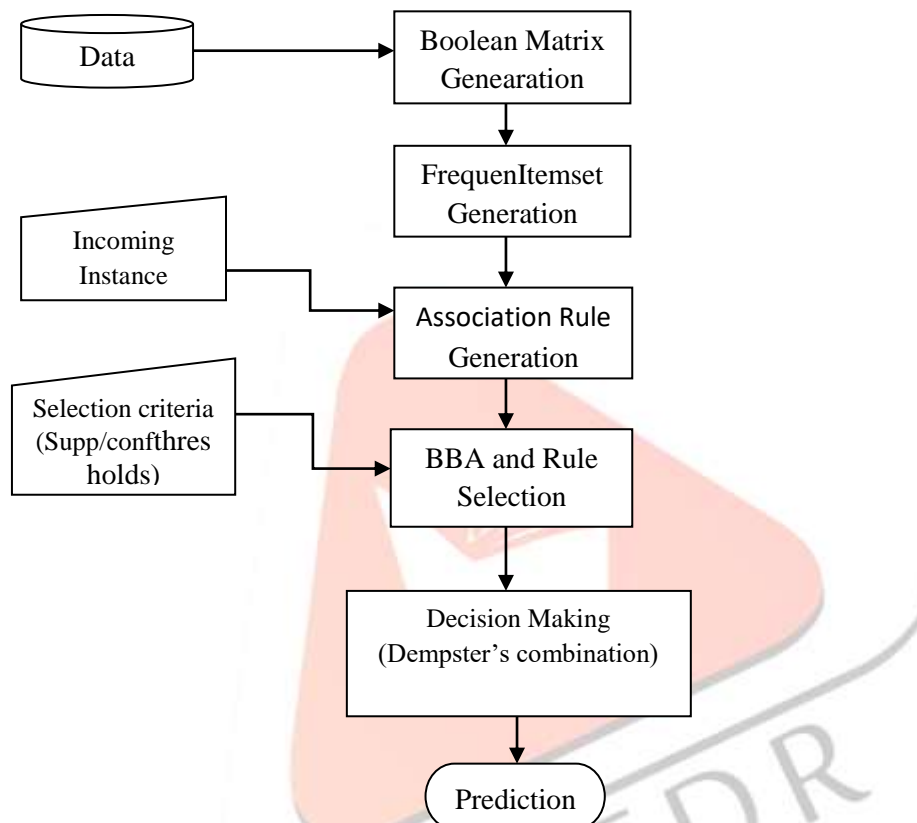 Data
Boolean Matrix
Genearation
FrequenItemset
Generation
Incoming
Instance
Association Rule
Generation
Selection criteria
(Supp/confthres
holds)
BBA and Rule
Selection
Decision Making
(Dempster's combination)
Prediction